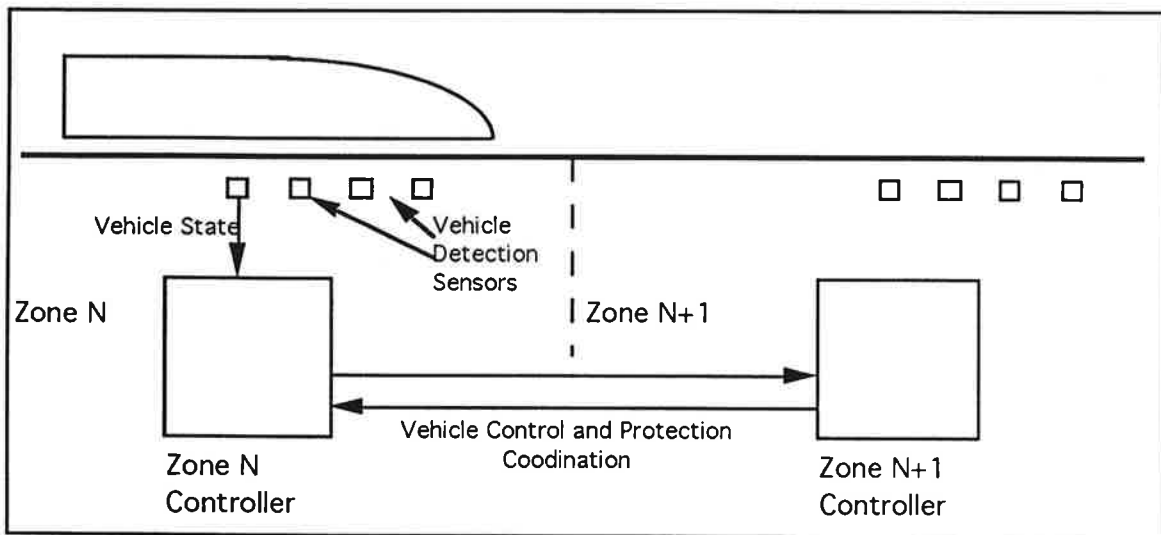 Vehicle State
Vehicle
Detection
Sensors
Zone N
Zone N+1
Vehicle Control and Protection
Coodination
Zone N
Controller
Zone N+1
Controller